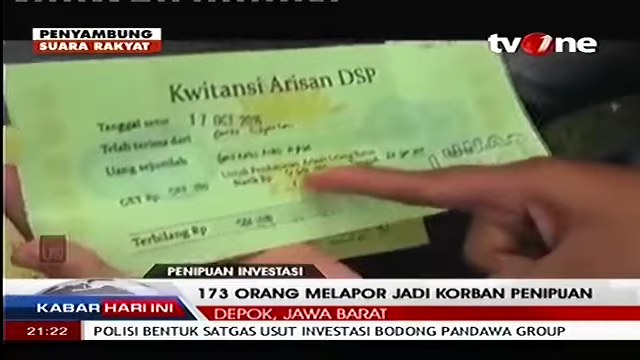 PENYAMBUNG
SUARA RAKYAT
tvOne
Kwitansi Arisan DSP
Tanggal setor 17 OCT
Telah terima dari
Uang sejumlah
Terbilang Rp
PENIPUAN INVESTASI
173 ORANG MELAPOR JADI KORBAN PENIPUAN
KABAR HARI INI
DEPOK, JAWA BARAT
21:22 POLISI BENTUK SATGAS USUT INVESTASI BODONG PANDAWA GROUP